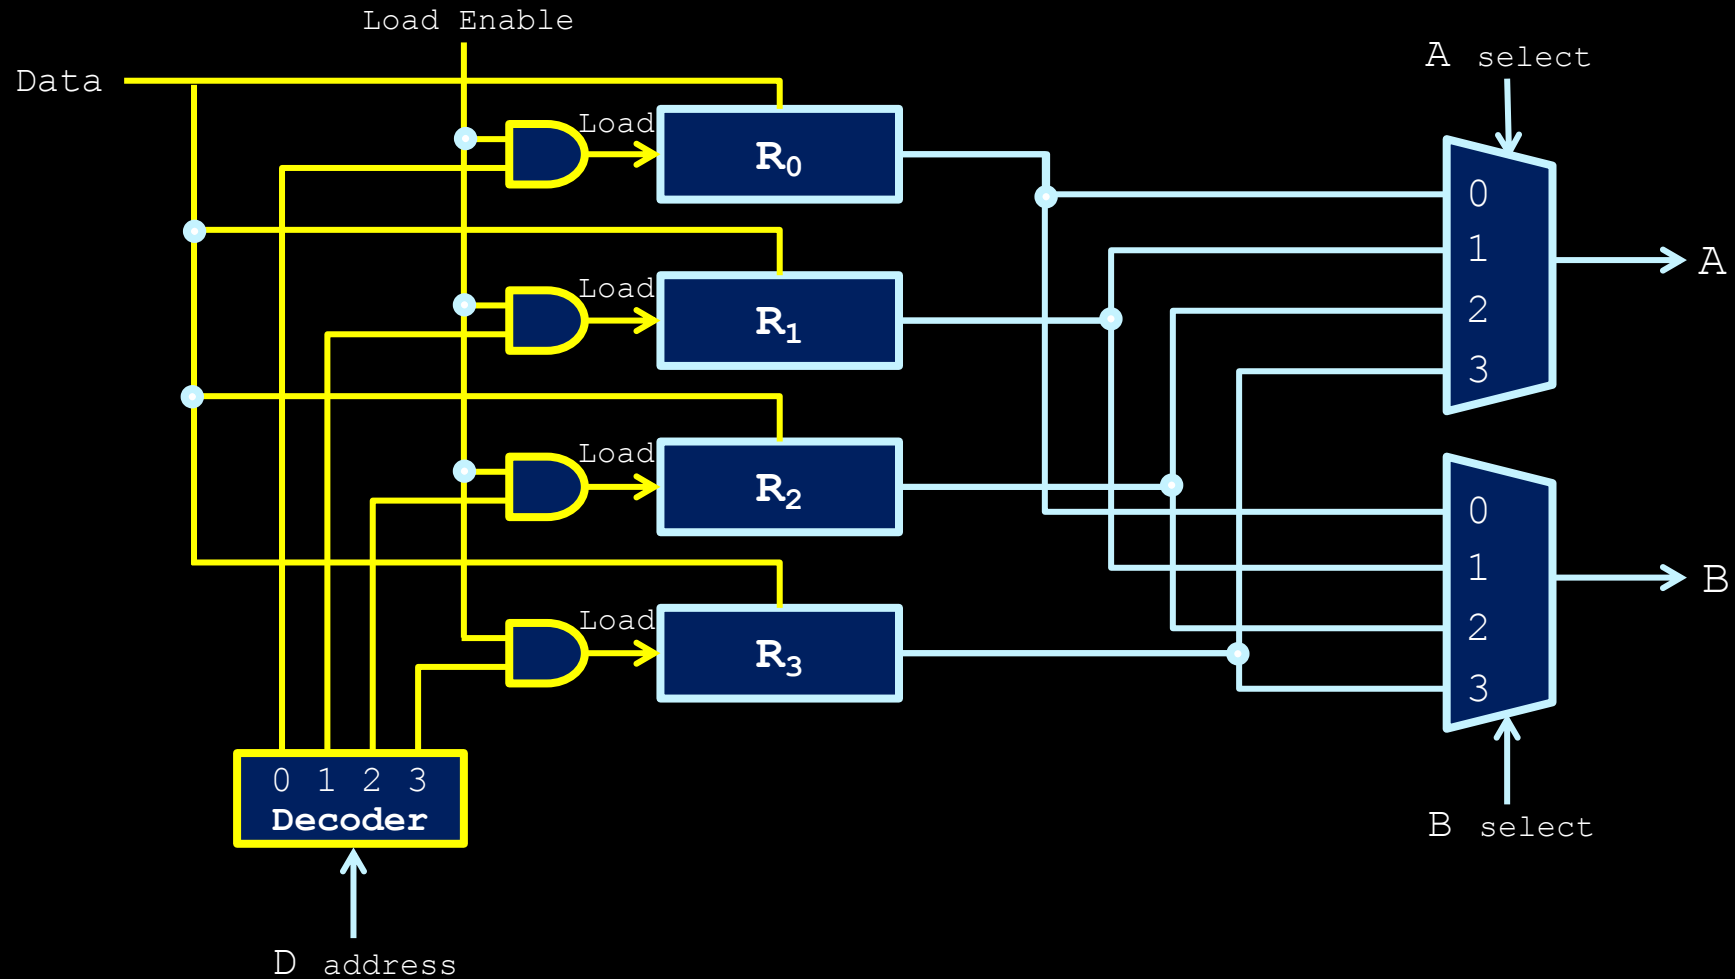 Load Enable
Data
A select
Load
R0
0
1
2
3
A
Load
R1
Load
R2
0
1
2
3
B
Load
R3
0 1 2 3
Decoder
B select
D address